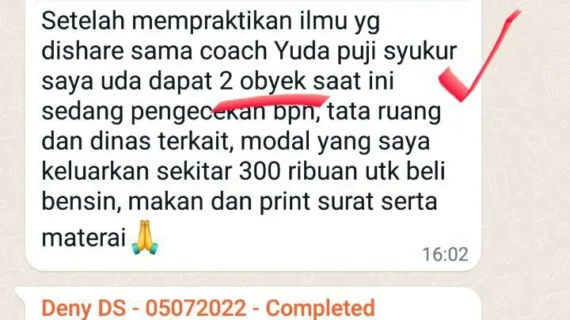 Setelah mempraktikan ilmu yg
dishare sama coach Yuda puji syukur
saya uda dapat 2 obyek saat ini
sedang pengecekan bpn, tata ruang
dan dinas terkait, modal yang saya
keluarkan sekitar 300 ribuan utk beli
bensin, makan dan print surat serta
materai🙏
16:02
Deny DS - 05072022 - Completed